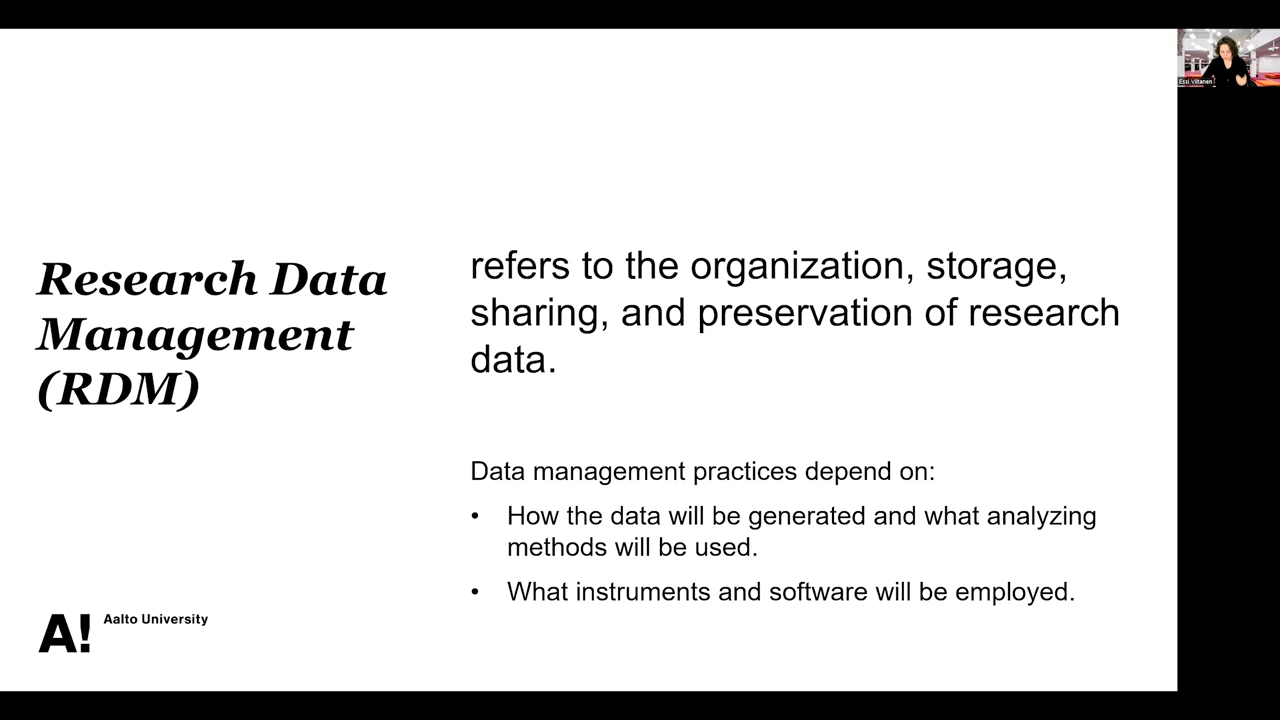 Essi Viitanen
Research Data
Management
(RDM)
refers to the organization, storage,
sharing, and preservation of research
data.
Data management practices depend on:
• How the data will be generated and what analyzing
methods will be used.
• What instruments and software will be employed.
A! Aalto University